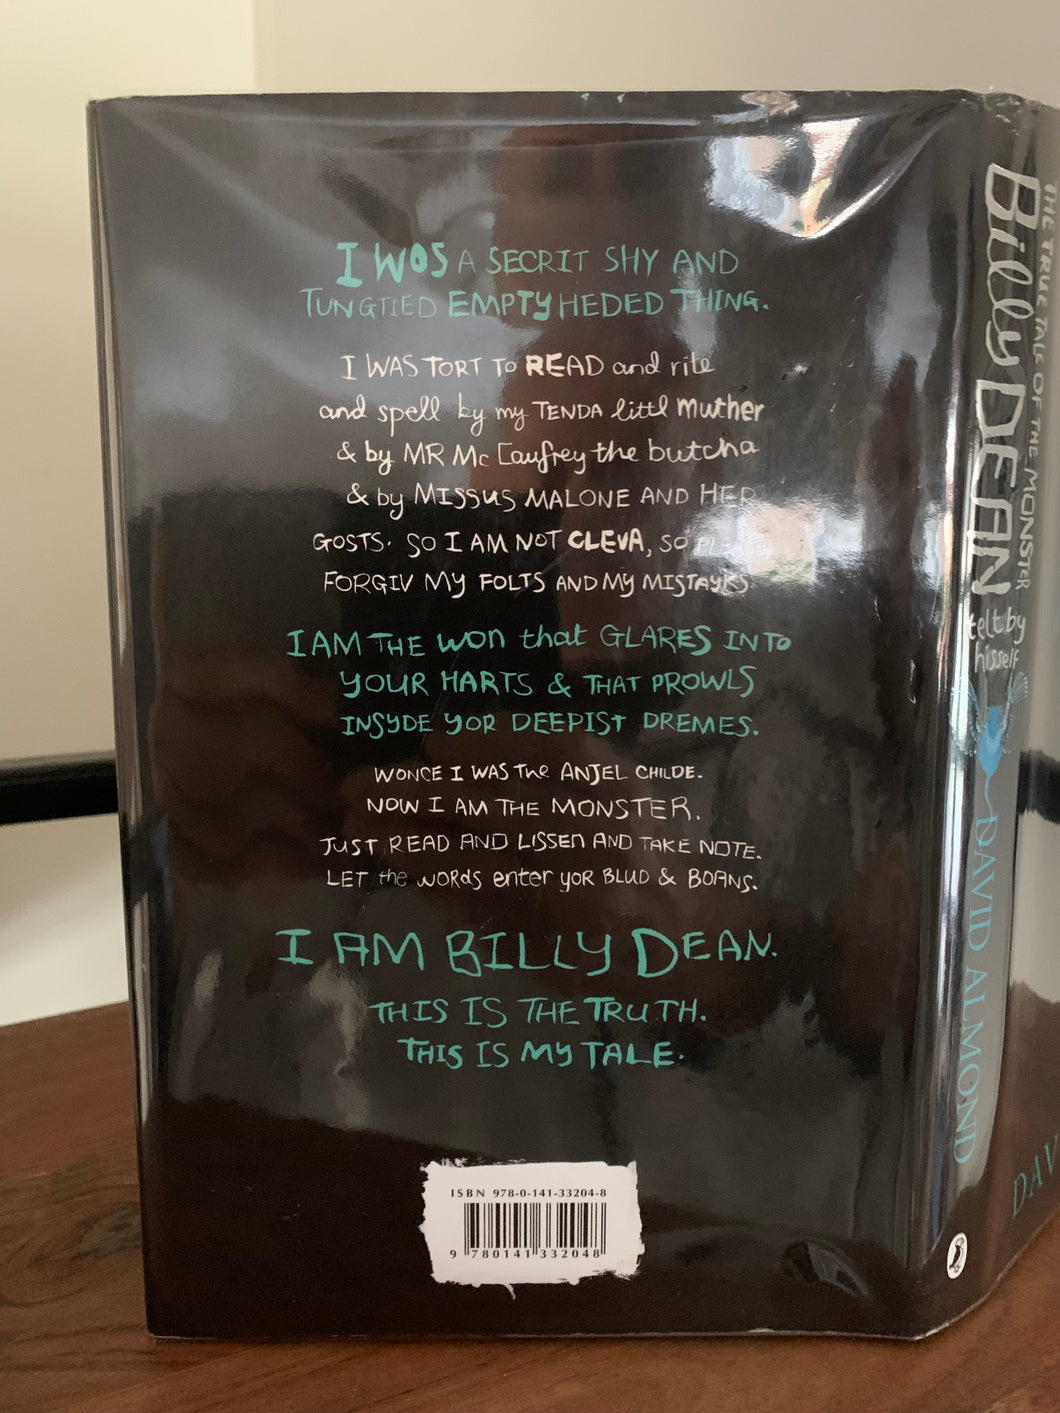 I WOS A SECRIT SHY AND
TUNGTIED EMPTY HEDED THING.
I WAS TORT TO READ and rite
and spell by my TENDA littl muther
& by MR Mc Caufrey the butcha
& by MISSUS MALONE AND HER
GOSTS. SO I AM NOT CLEVA, SO
FORGIV MY FOLTS AND MY MISTAYKS.
I AM THE WON that GLARES INTO
YOUR HARTS & THAT PROWLS
INSYDE YOR DEEPIST DREMES.
WONCE I WAS THE ANJEL CHILDE.
NOW I AM THE MONSTER.
JUST READ AND LISSEN AND TAKE NOTE.
LET the WORDS enter yor BLUD & BOANS.
I AM BILLY DEAN.
THIS IS THE TRUTH.
THIS IS MY TALE.
ISBN 978-0-141-33204-8
9 780141 332048
THE TRUE TALE OF THE MONSTER
Billy DEAN
telt by
hisself
DAVID ALMOND
DAV